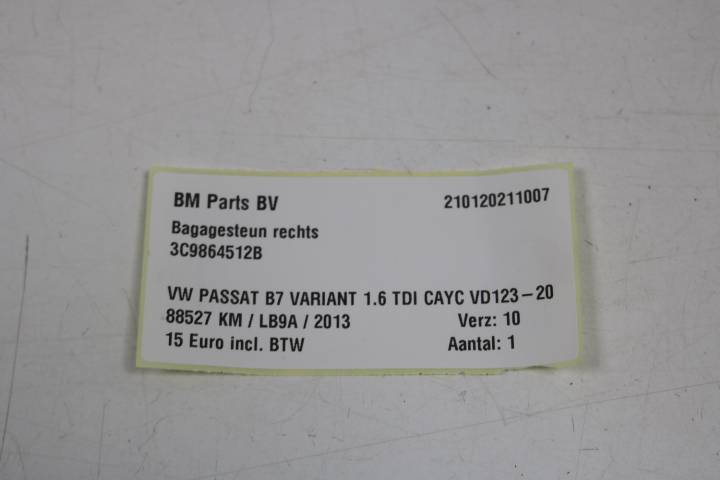 BM Parts BV 210120211007
Bagagesteun rechts
3C9864512B
VW PASSAT B7 VARIANT 1.6 TDI CAYC VD123-20
88527 KM / LB9A / 2013 Verz: 10
15 Euro incl. BTW Aantal: 1